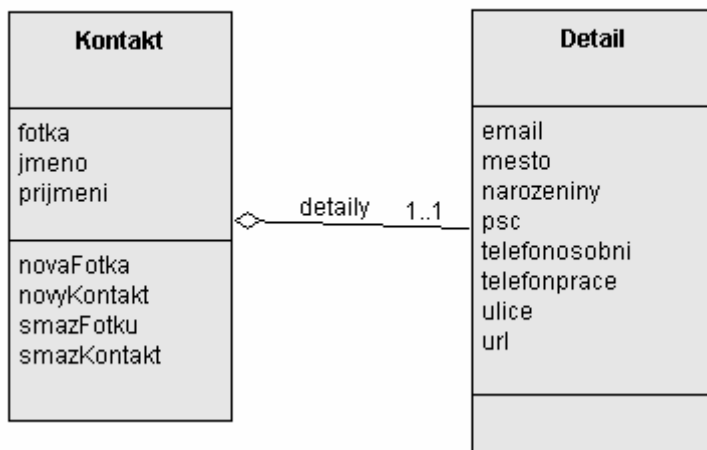 Kontakt
fotka
jmeno
prijmeni
novaFotka
novyKontakt
smazFotku
smazKontakt
detaily 1..1
Detail
email
mesto
narozeniny
psc
telefonosobni
telefonprace
ulice
url